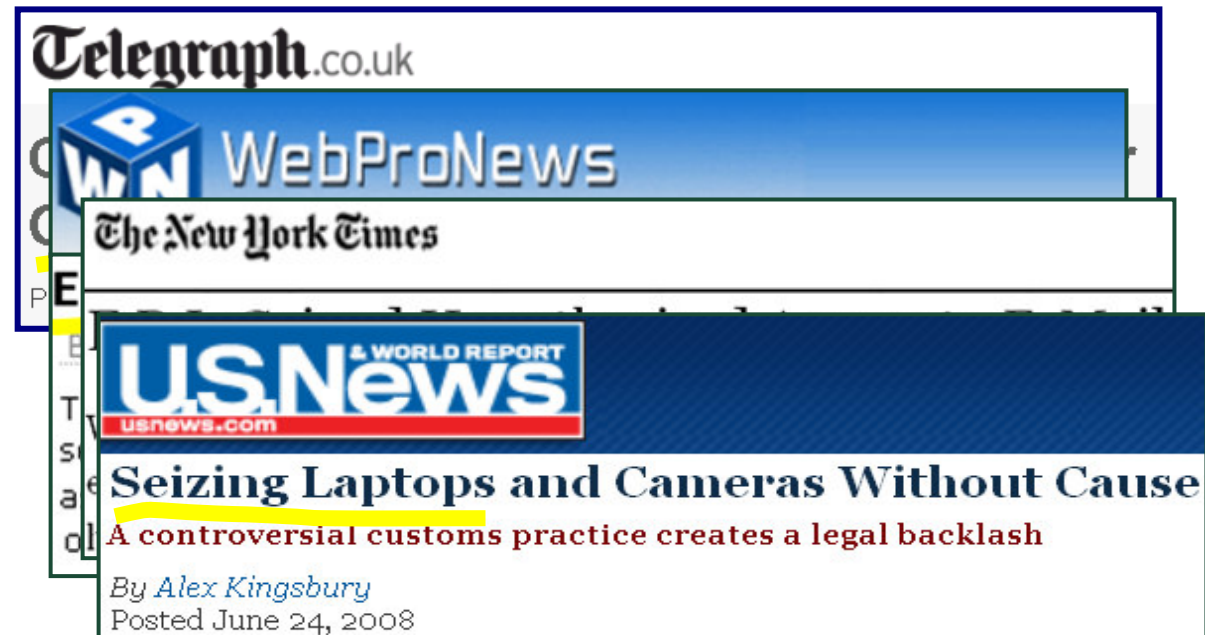 Telegraph.co.uk
PWN WebProNews
The New York Times
U.S.News & WORLD REPORT
usnews.com
Seizing Laptops and Cameras Without Cause
A controversial customs practice creates a legal backlash
By Alex Kingsbury
Posted June 24, 2008